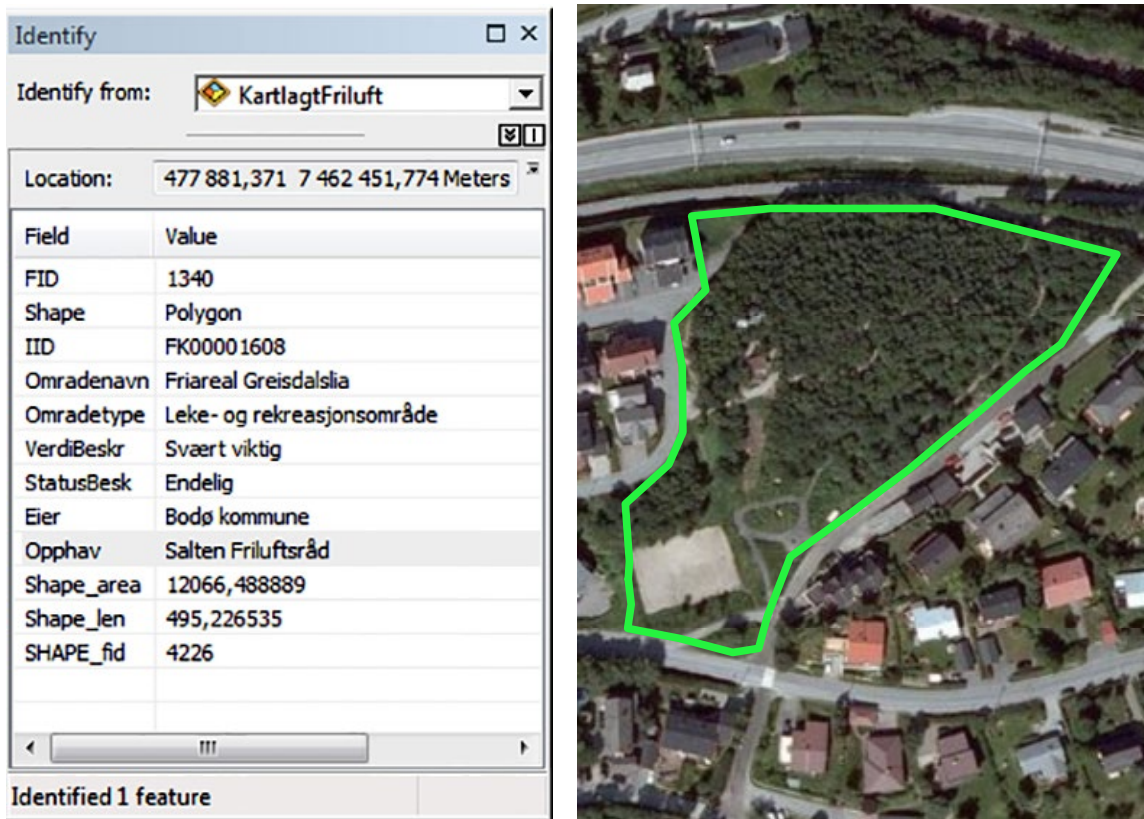 Identify
Identify from: KartlagtFriluft
Location: 477 881,371 7 462 451,774 Meters
Field Value
FID 1340
Shape Polygon
IID FK00001608
Omradenavn Friareal Greisdalslia
Omradetype Leke- og rekreasjonsområde
VerdiBeskr Svært viktig
StatusBesk Endelig
Eier Bodø kommune
Opphav Salten Friluftsråd
Shape_area 12066,488889
Shape_len 495,226535
SHAPE_fid 4226
Identified 1 feature